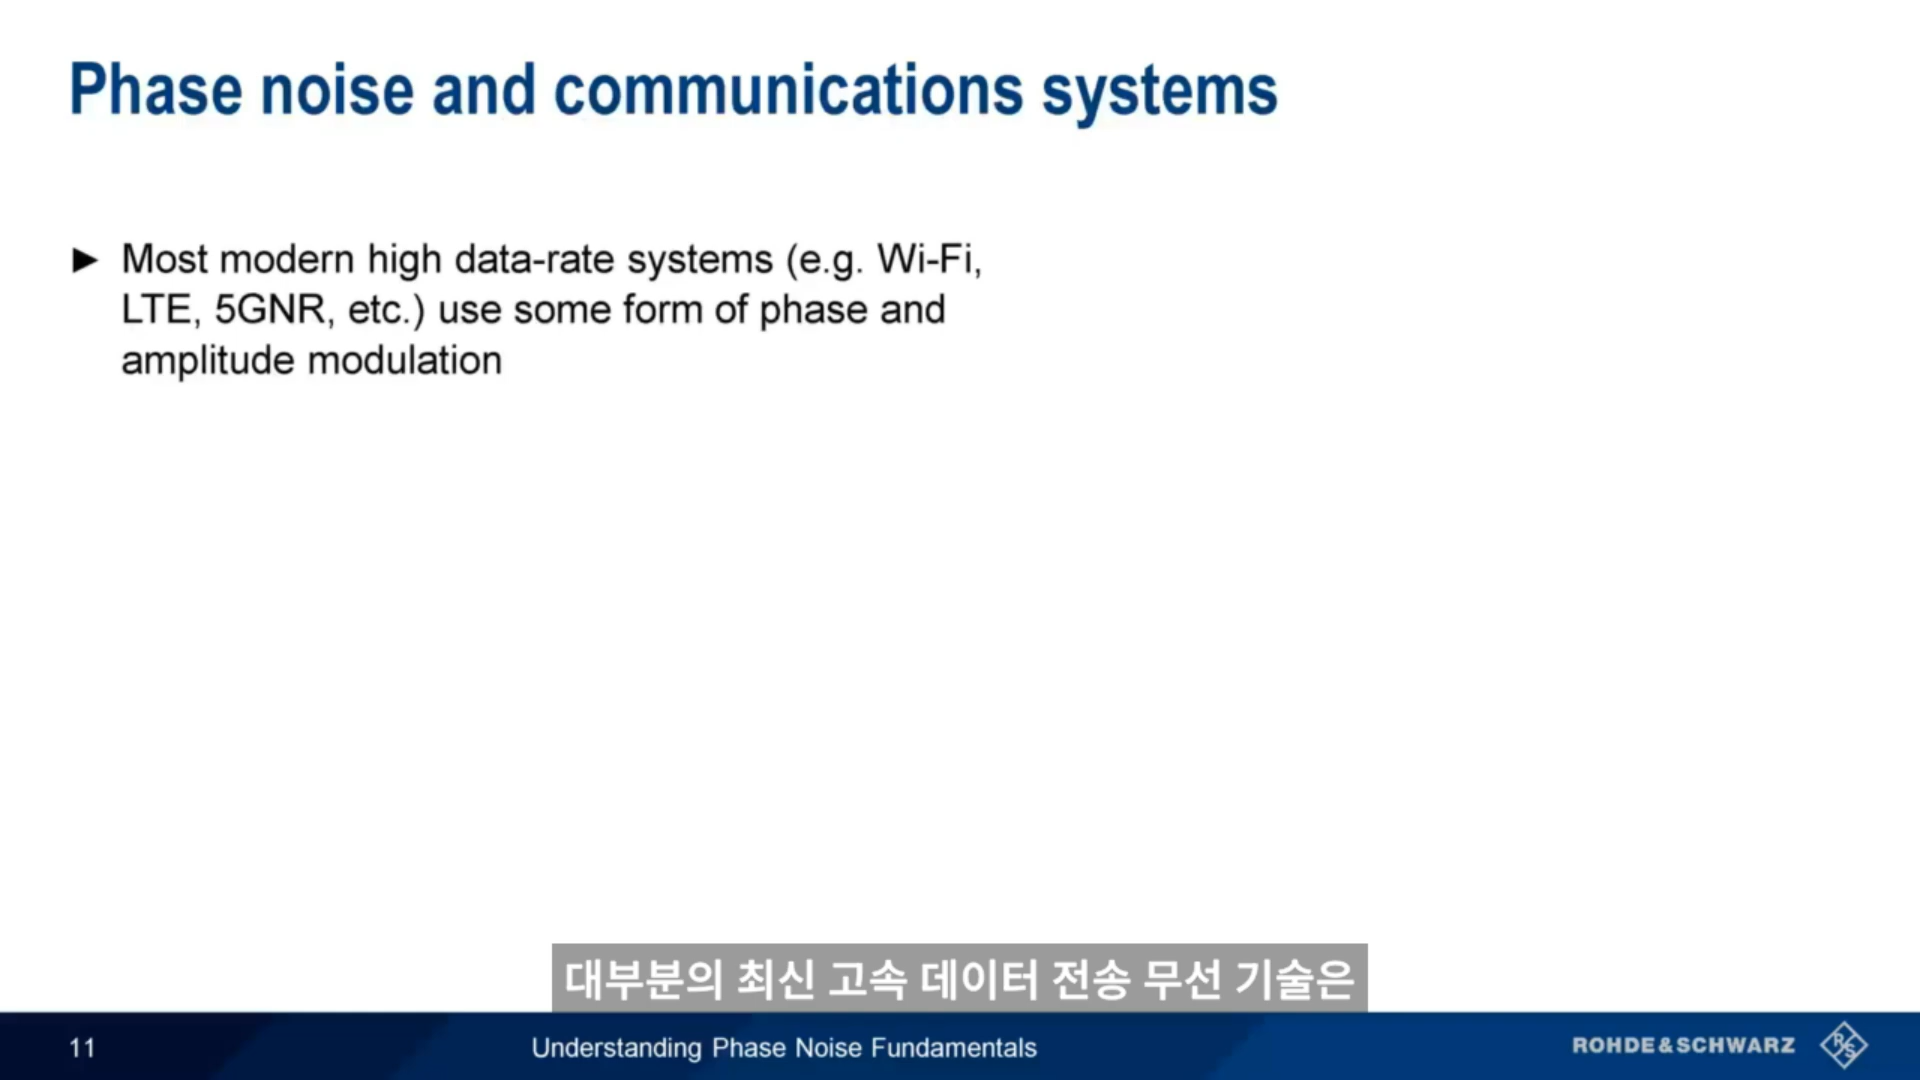 Phase noise and communications systems
► Most modern high data-rate systems (e.g. Wi-Fi,
LTE, 5GNR, etc.) use some form of phase and
amplitude modulation
대부분의 최신 고속 데이터 전송 무선 기술은
11
Understanding Phase Noise Fundamentals
ROHDE&SCHWARZ
R&S